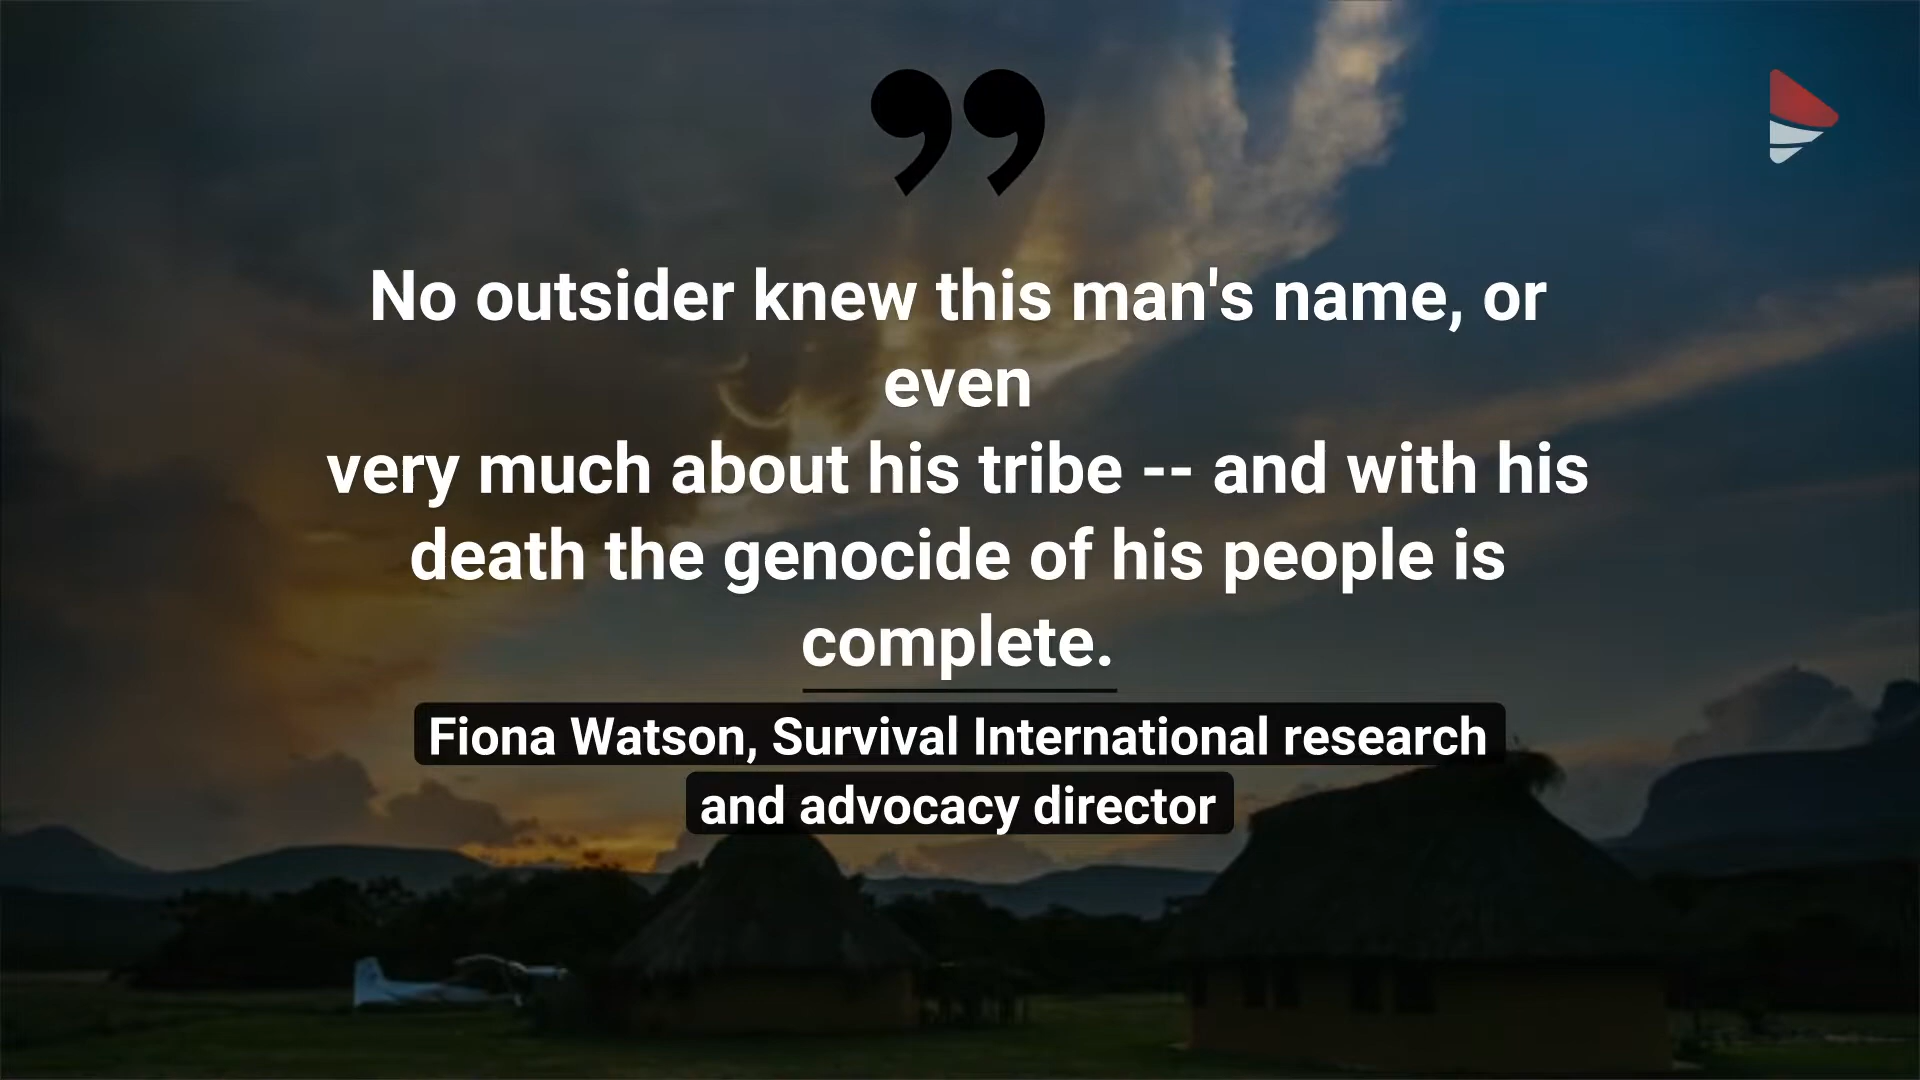 ”
No outsider knew this man's name, or
even
very much about his tribe -- and with his
death the genocide of his people is
complete.
Fiona Watson, Survival International research
and advocacy director